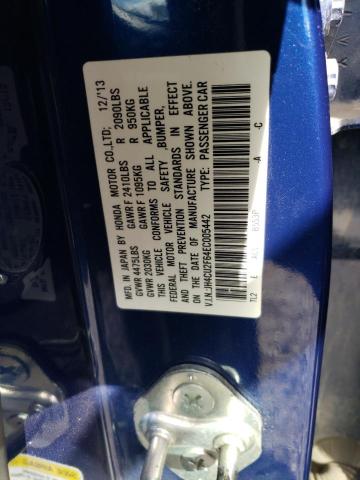 MFD. IN JAPAN BY HONDA MOTOR CO.,LTD; 12/'13
GVWR 4475LBS GAWR F 2410LBS R 2090LBS
GVWR 2030KG GAWR F 1095KG R 950KG
THIS VEHICLE CONFORMS TO ALL APPLICABLE
FEDERAL MOTOR VEHICLE SAFETY ,BUMPER,
AND THEFT PREVENTION STANDARDS IN EFFECT
ON THE DATE OF MANUFACTURE SHOWN ABOVE.
V.I.N.:JH4CU2F64EC005442 TYPE: PASSENGER CAR
B553P -A -C